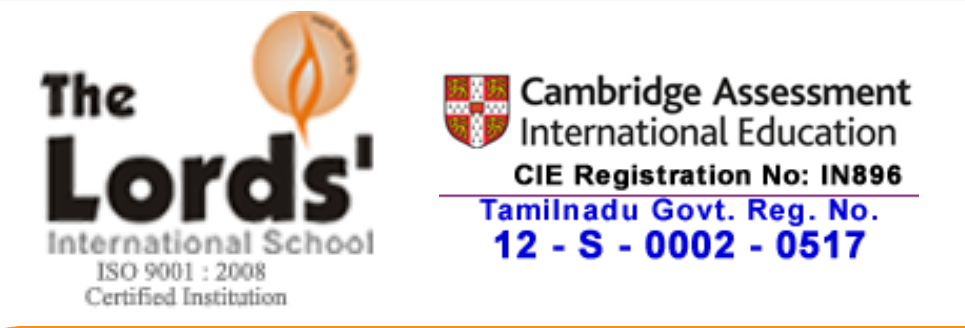 The
Lords'
International School
ISO 9001 : 2008
Certified Institution
Cambridge Assessment
International Education
CIE Registration No: IN896
Tamilnadu Govt. Reg. No.
12 - S - 0002 - 0517